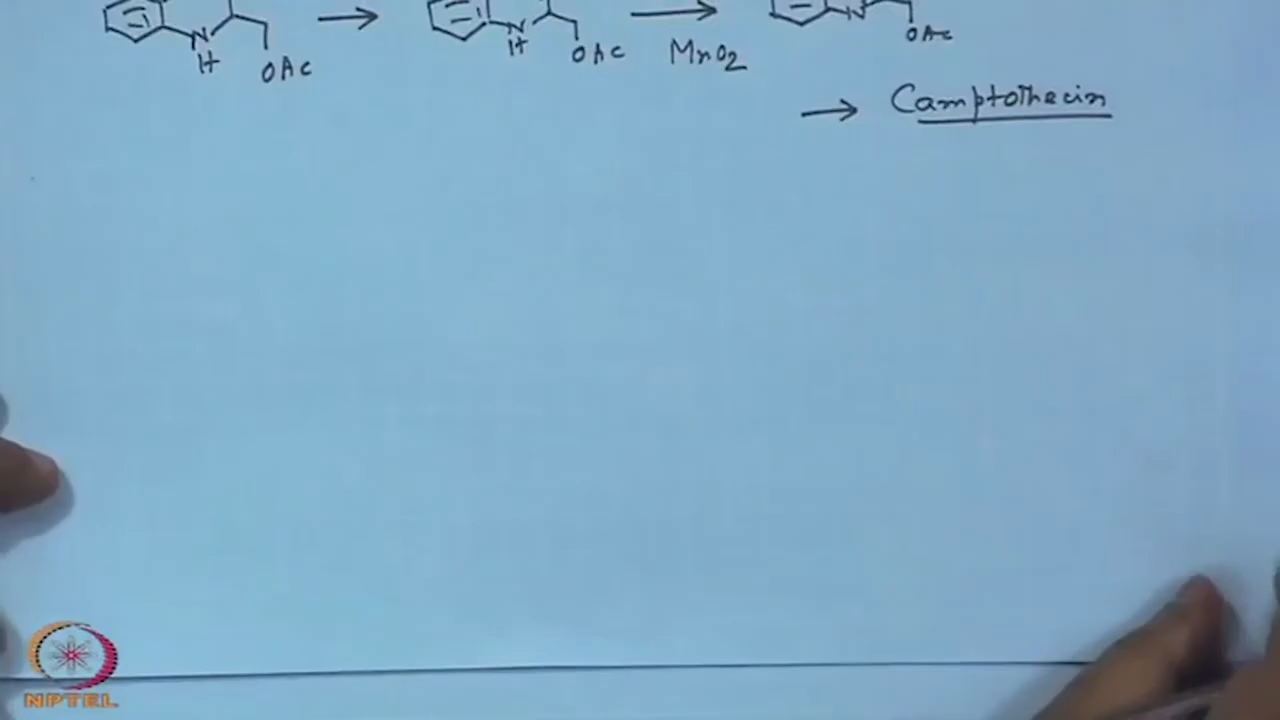 N H OAc → N H OAc → MnO2 N OAc
→ Camptothecin
NPTEL